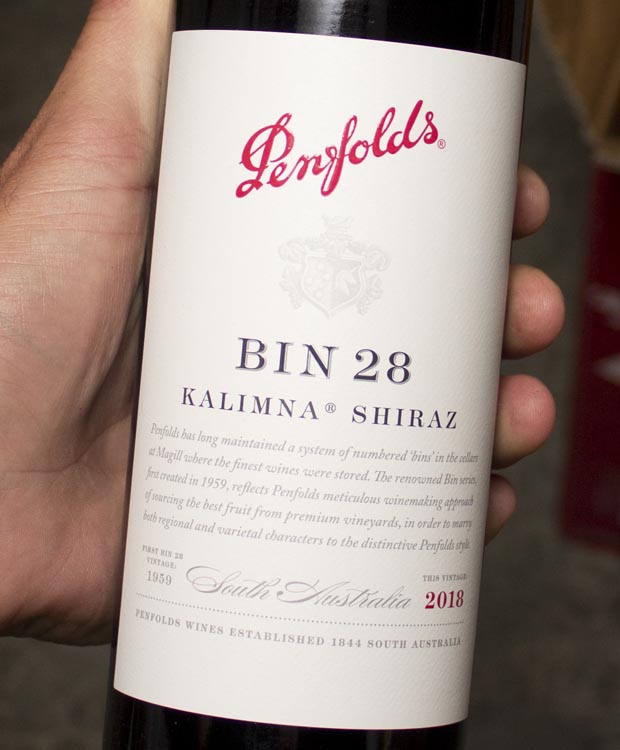 Penfolds®
BIN 28
KALIMNA® SHIRAZ
Penfolds has long maintained a system of numbered 'bins' in the cellars
at Magill where the finest wines were stored. The renowned Bin series,
first created in 1959, reflects Penfolds meticulous winemaking approach
of sourcing the best fruit from premium vineyards, in order to marry
both regional and varietal characters to the distinctive Penfolds style.
FIRST BIN 28
VINTAGE:
1959
South Australia
THIS VINTAGE:
2018
PENFOLDS WINES ESTABLISHED 1844 SOUTH AUSTRALIA